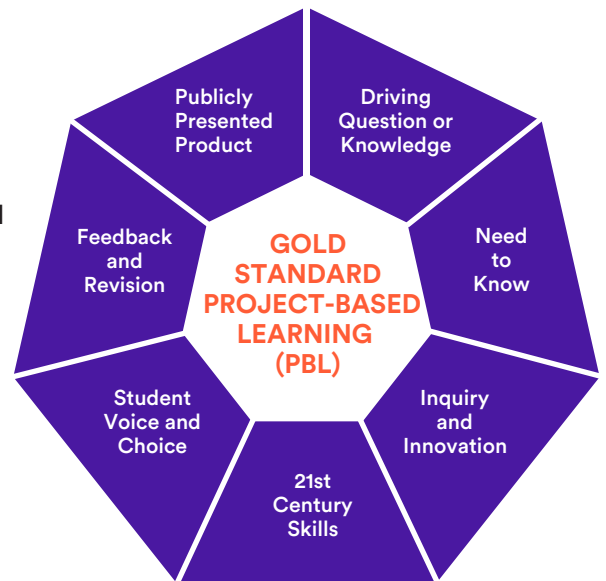 GOLD
STANDARD
PROJECT-BASED
LEARNING
(PBL)
Driving
Question or
Knowledge
Need
to
Know
Inquiry
and
Innovation
21st
Century
Skills
Student
Voice and
Choice
Feedback
and
Revision
Publicly
Presented
Product